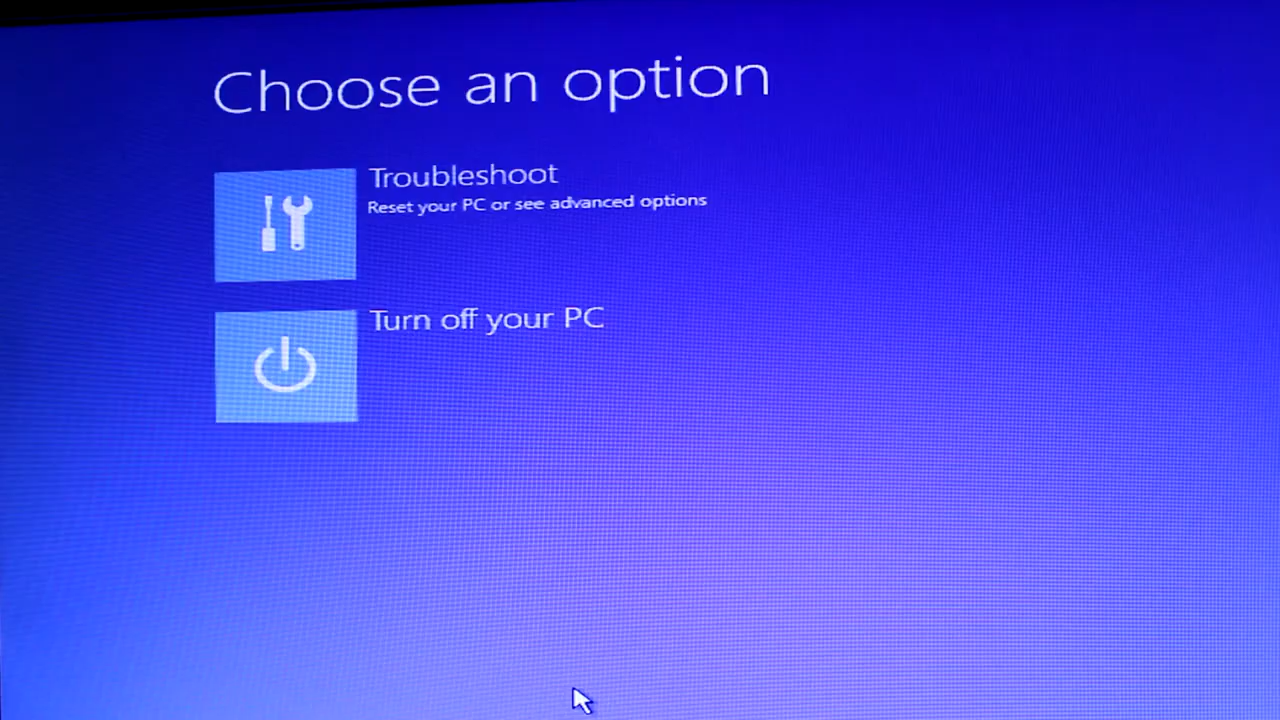 Choose an option
Troubleshoot
Reset your PC or see advanced options
Turn off your PC